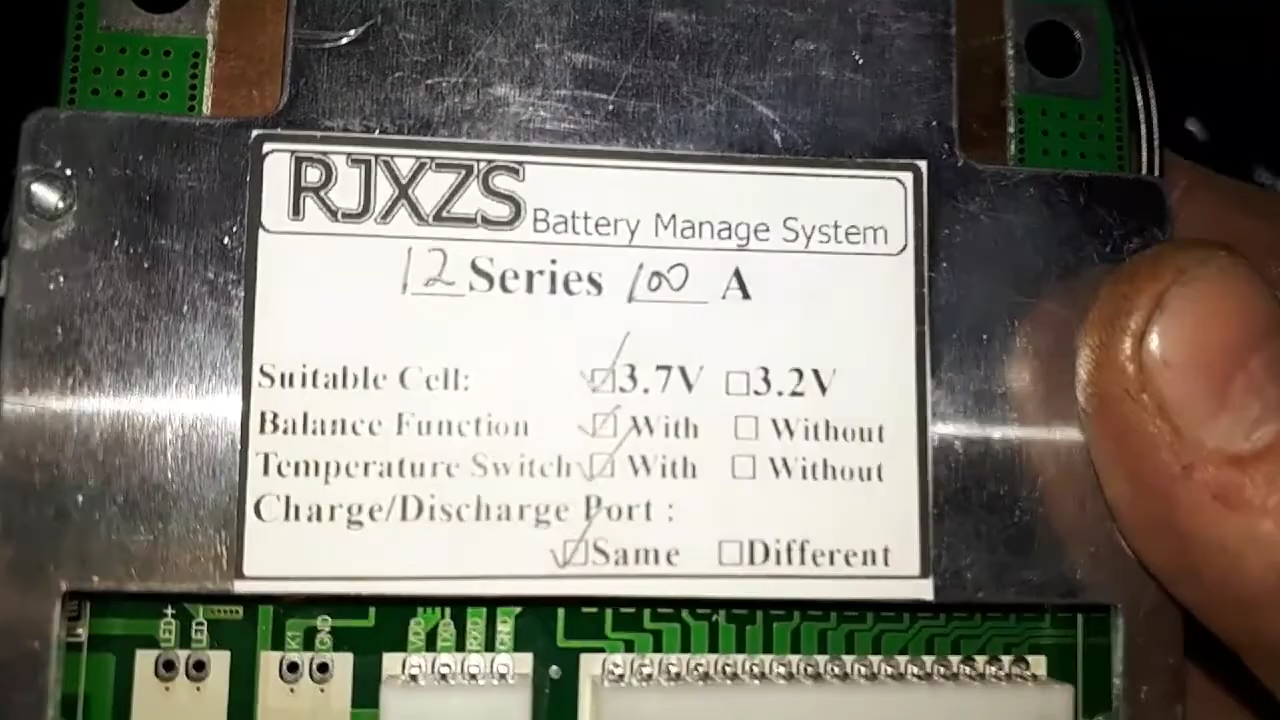 RJXZS Battery Manage System
12 Series 100 A
Suitable Cell: ☑3.7V ☐3.2V
Balance Function ☑ With ☐ Without
Temperature Switch ☑ With ☐ Without
Charge/Discharge Port :
☑Same ☐Different
LED+ LED- K1 GND VDD TXD RXD GND